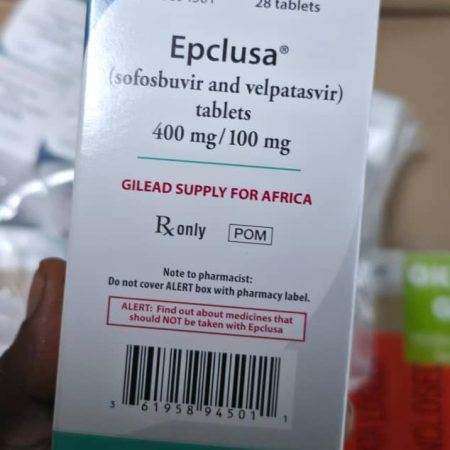 28 tablets
Epclusa®
(sofosbuvir and velpatasvir)
tablets
400 mg/100 mg
GILEAD SUPPLY FOR AFRICA
Rx only POM
Note to pharmacist:
Do not cover ALERT box with pharmacy label.
ALERT: Find out about medicines that
should NOT be taken with Epclusa
3 61958 94501 1